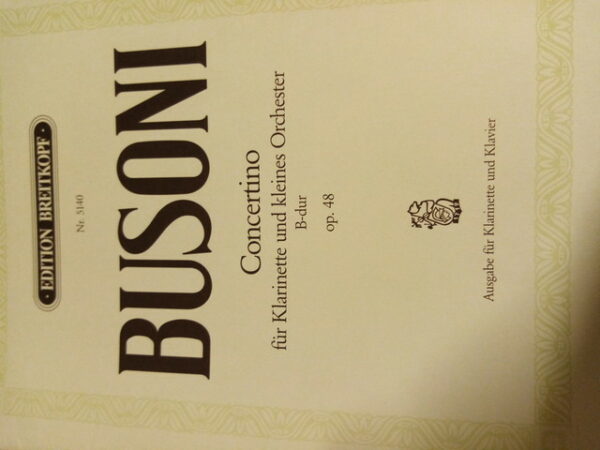 • EDITION BREITKOPF •
Nr. 5140
BUSONI
Concertino
für Klarinette und kleines Orchester
B-dur
op. 48
Ausgabe für Klarinette und Klavier